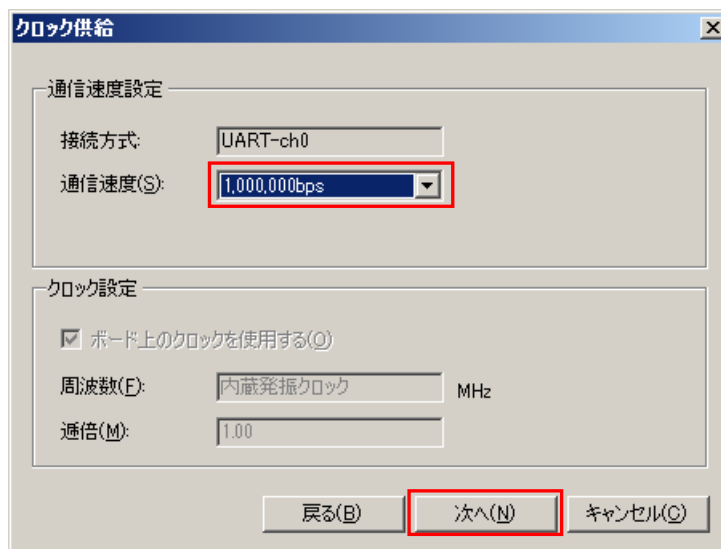 クロック供給
通信速度設定
接続方式: UART-ch0
通信速度(S): 1,000,000bps
クロック設定
ボード上のクロックを使用する(O)
周波数(F): 内蔵発振クロック MHz
逓倍(M): 1.00
戻る(B) 次へ(N) キャンセル(C)